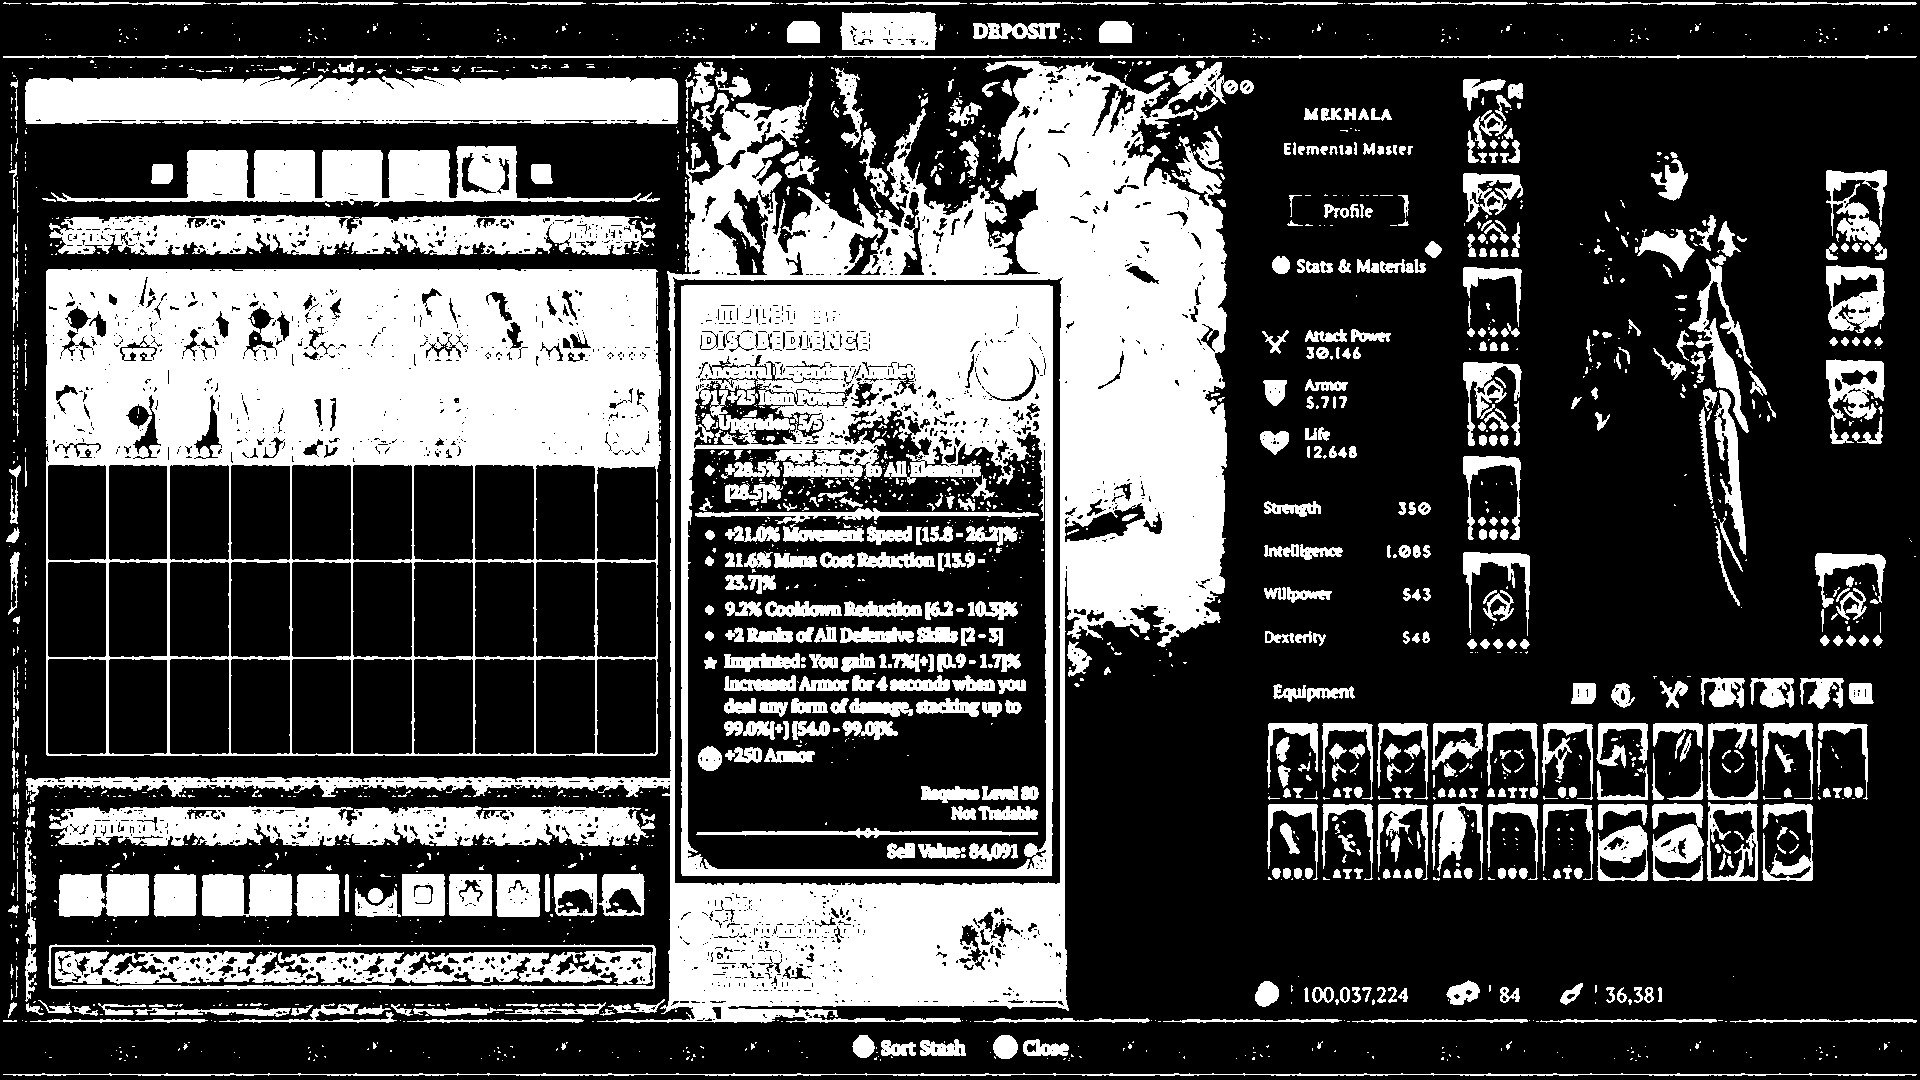 DEPOSIT
CHESTS
AMULET OF
DISOBEDIENCE
Ancestral Legendary Amulet
917+25 Item Power
Upgrades: 5/5
+28.5% Resistance to All Elements
[28.5]%
+21.0% Movement Speed [15.8 - 26.2]%
21.6% Mana Cost Reduction [13.9 -
23.7]%
9.2% Cooldown Reduction [6.2 - 10.3]%
+2 Ranks of All Defensive Skills [2 - 3]
Imprinted: You gain 1.7%[+] [0.9 - 1.7]%
increased Armor for 4 seconds when you
deal any form of damage, stacking up to
99.0%[+] [54.0 - 99.0]%.
+250 Armor
Requires Level 80
Not Tradable
Sell Value: 84,091
FILTERS
MEKHALA
Elemental Master
Profile
Stats & Materials
Attack Power
30,146
Armor
5,717
Life
12,648
Strength 350
Intelligence 1,085
Willpower 543
Dexterity 548
Equipment
100,037,224
84
36,381
Sort Stash
Close